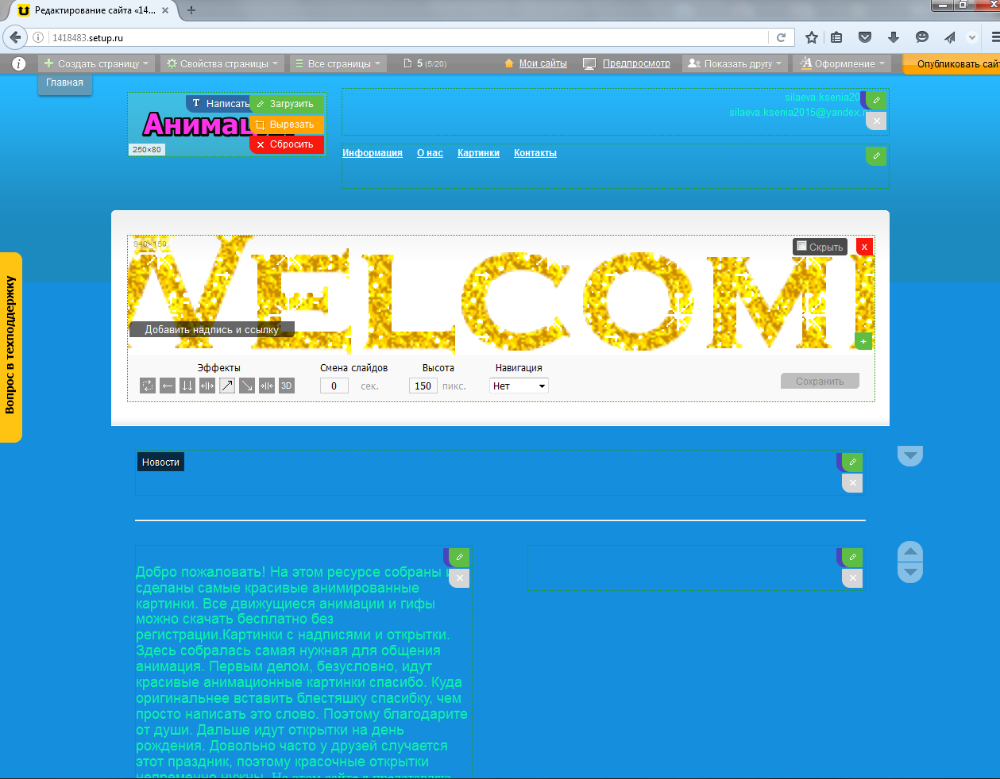 Редактирование сайта «14...
1418483.setup.ru
Создать страницу
Свойства страницы
Все страницы
5 (5/20)
Мои сайты
Предпросмотр
Показать другу
Оформление
Опубликовать сайт
Главная
T Написать
Загрузить
Вырезать
Сбросить
250×80
silaeva.ksenia20
silaeva.ksenia2015@yandex.r
Информация О нас Картинки Контакты
940×150
Скрыть
x
WELCOM
Добавить надпись и ссылку
Эффекты Смена слайдов Высота Навигация
3D 0 сек. 150 пикс. Нет
Сохранить
Вопрос в техподдержку
Новости
Добро пожаловать! На этом ресурсе собраны и
сделаны самые красивые анимированные
картинки. Все движущиеся анимации и гифы
можно скачать бесплатно без
регистрации.Картинки с надписями и открытки.
Здесь собралась самая нужная для общения
анимация. Первым делом, безусловно, идут
красивые анимационные картинки спасибо. Куда
оригинальнее вставить блестяшку спасибку, чем
просто написать это слово. Поэтому благодарите
от души. Дальше идут открытки на день
рождения. Довольно часто у друзей случается
этот праздник, поэтому красочные открытки
непременно нужны. На этом сайте я представляю